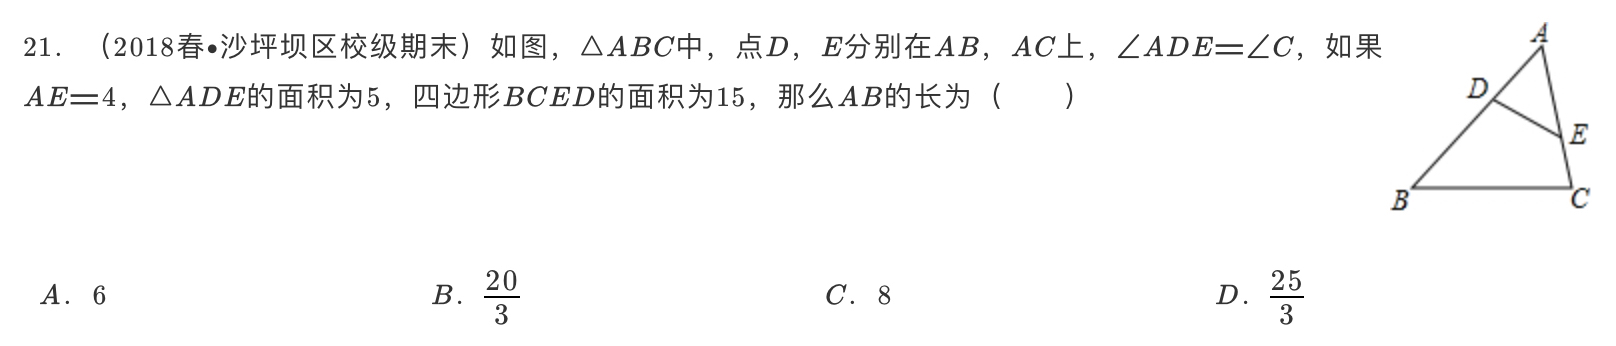 21. （2018春•沙坪坝区校级期末）如图，△ABC中，点D，E分别在AB，AC上，∠ADE=∠C，如果
AE=4，△ADE的面积为5，四边形BCED的面积为15，那么AB的长为（　　）
A
D
E
B
C
A. 6 B. 20/3 C. 8 D. 25/3